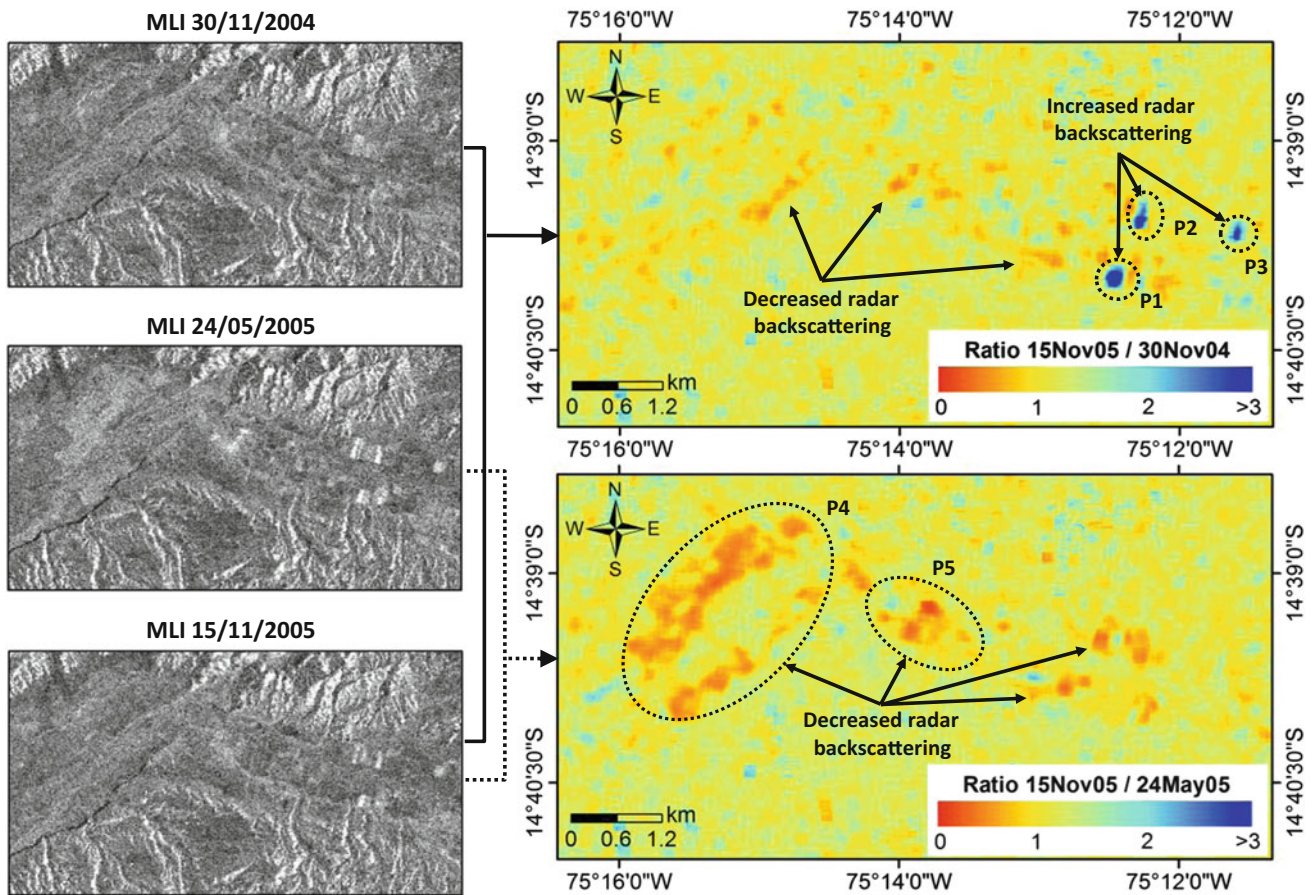 MLI 30/11/2004
MLI 24/05/2005
MLI 15/11/2005
75°16'0"W 75°14'0"W 75°12'0"W
N
W E
S
14°39'0"S 14°39'0"S
Increased radar
backscattering
P2
P3
P1
Decreased radar
backscattering
14°40'30"S 14°40'30"S
km
0 0.6 1.2
Ratio 15Nov05 / 30Nov04
0 1 2 >3
75°16'0"W 75°14'0"W 75°12'0"W
N
W E
S
P4
P5
14°39'0"S 14°39'0"S
Decreased radar
backscattering
14°40'30"S 14°40'30"S
km
0 0.6 1.2
Ratio 15Nov05 / 24May05
0 1 2 >3
75°16'0"W 75°14'0"W 75°12'0"W